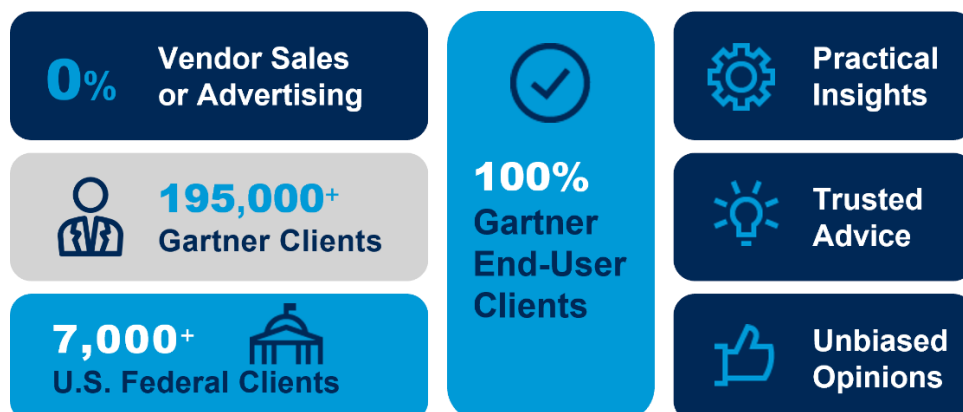 0%
Vendor Sales
or Advertising
195,000+
Gartner Clients
7,000+
U.S. Federal Clients
100%
Gartner
End-User
Clients
Practical
Insights
Trusted
Advice
Unbiased
Opinions